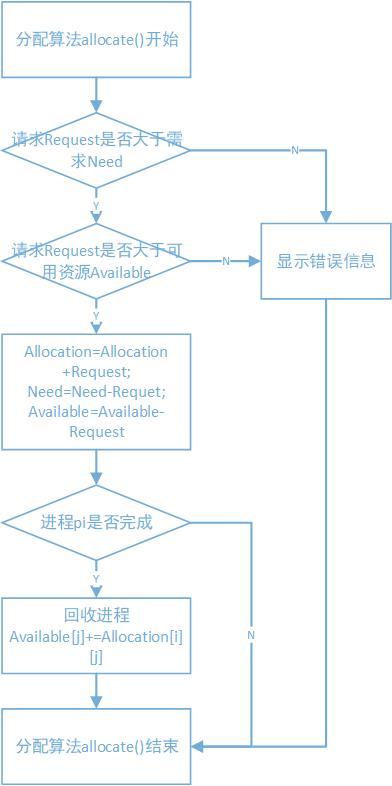 分配算法allocate()开始
请求Request是否大于需
求Need
N
Y
请求Request是否大于可
用资源Available
N
显示错误信息
Y
Allocation=Allocation
+Request;
Need=Need-Requet;
Available=Available-
Request
进程pi是否完成
Y
回收进程
Available[j]+=Allocation[i]
[j]
N
分配算法allocate()结束